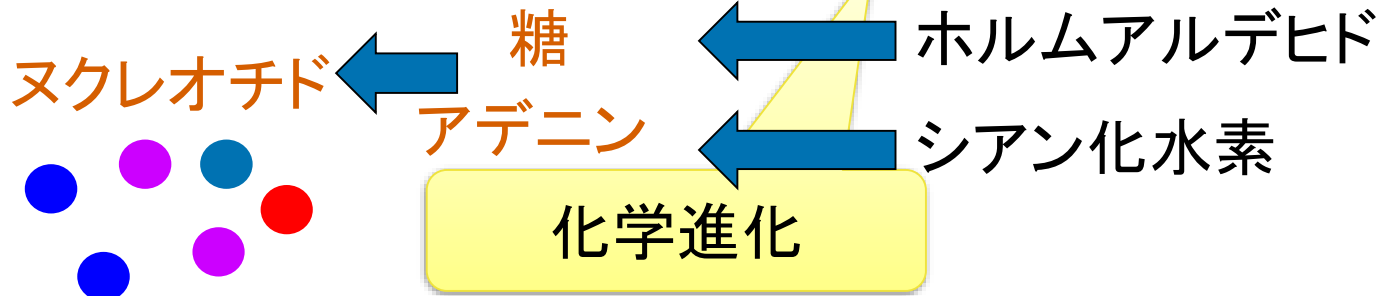 糖
ホルムアルデヒド
ヌクレオチド
アデニン
シアン化水素
化学進化